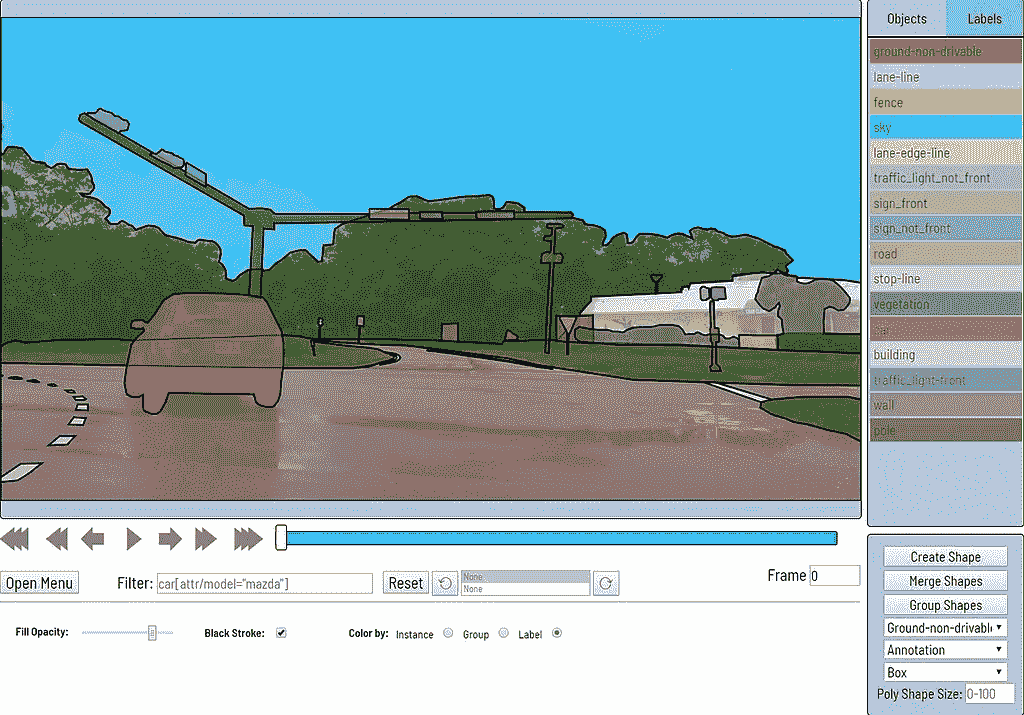 Objects Labels
ground-non-drivable
lane-line
fence
sky
lane-edge-line
traffic_light_not_front
sign_front
sign_not_front
road
stop-line
vegetation
car
building
traffic_light-front
wall
pole
Open Menu Filter: car[attr/model="mazda"] Reset None None Frame 0
Fill Opacity: Black Stroke: Color by: Instance Group Label
Create Shape
Merge Shapes
Group Shapes
Ground-non-drivabl
Annotation
Box
Poly Shape Size: 0-100